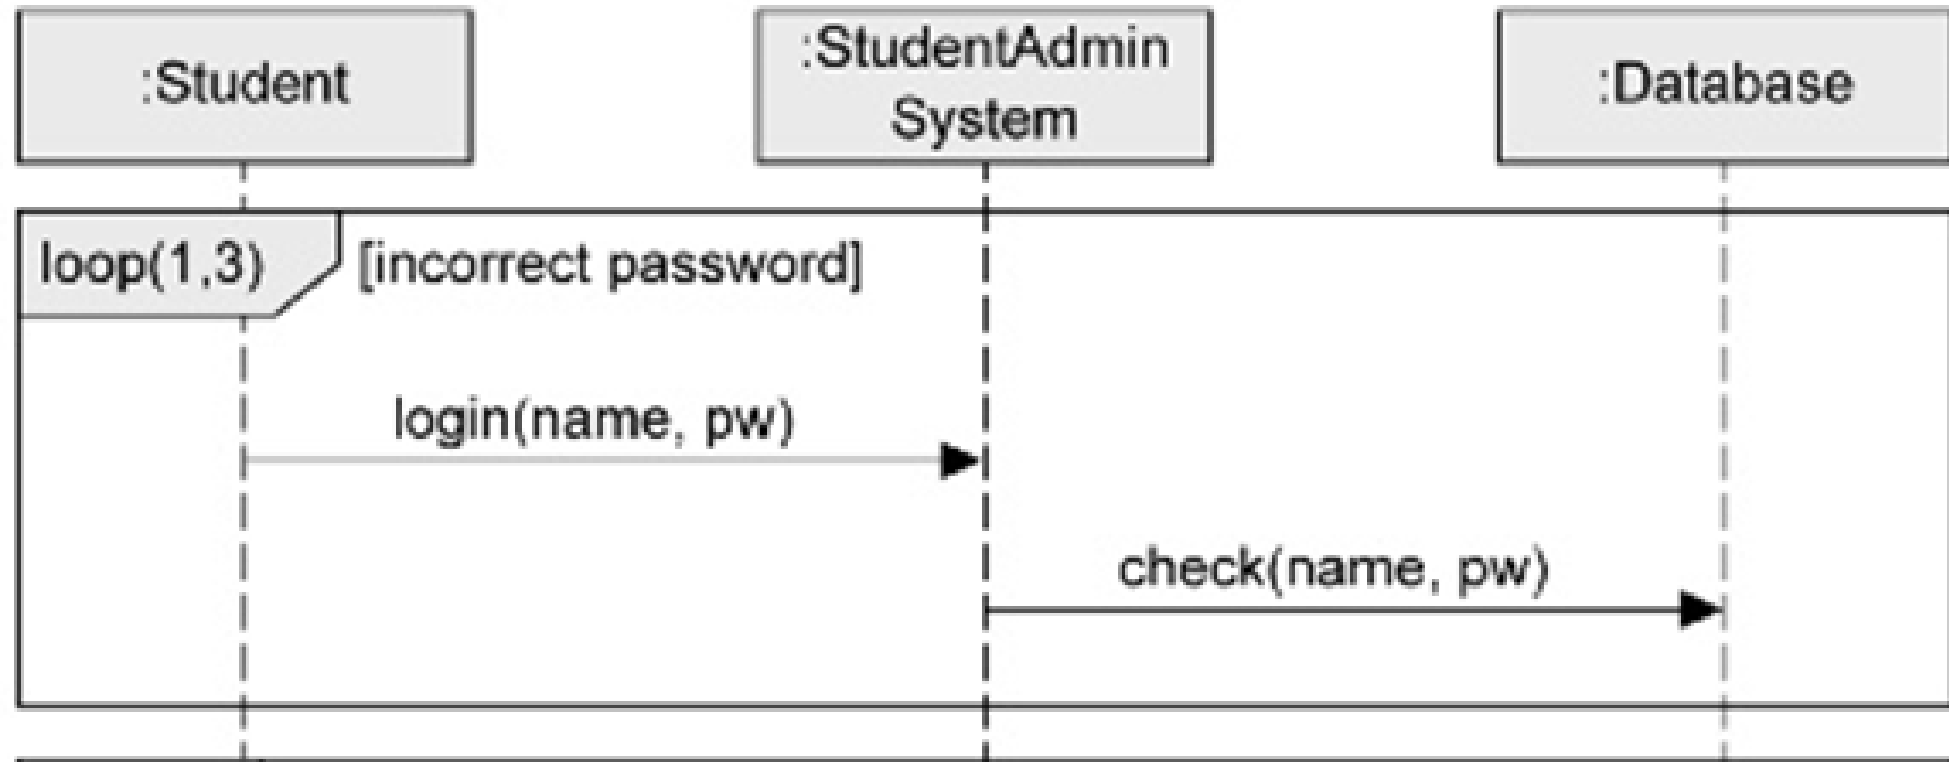 :Student
:StudentAdmin
System
:Database
loop(1,3) [incorrect password]
login(name, pw)
check(name, pw)